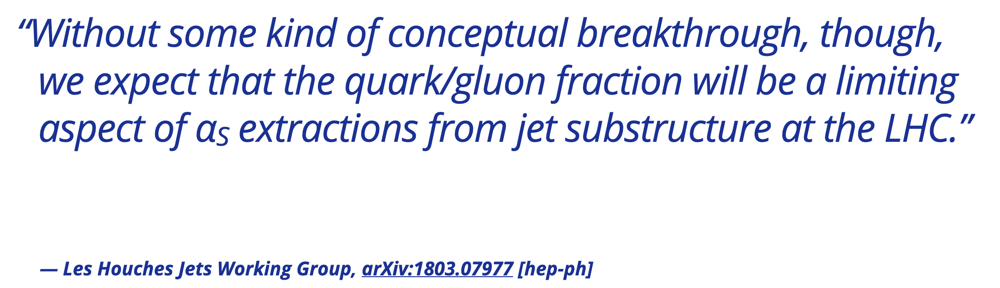 “Without some kind of conceptual breakthrough, though,
we expect that the quark/gluon fraction will be a limiting
aspect of αS extractions from jet substructure at the LHC.”
— Les Houches Jets Working Group, arXiv:1803.07977 [hep-ph]